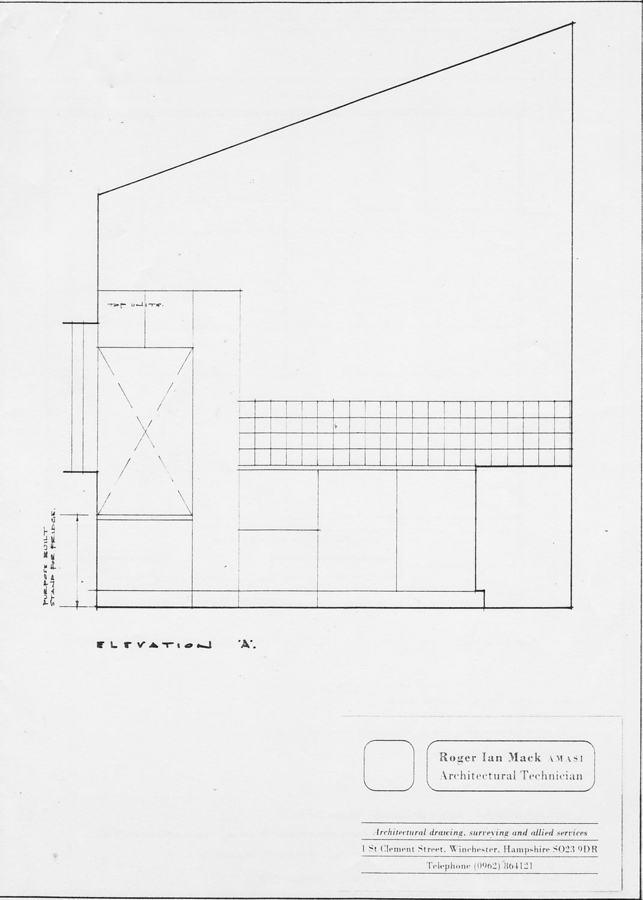 TOP UNITS.
PURPOSE BUILT
STAND FOR FRIDGE.
ELEVATION 'A'.
Roger Ian Mack AMASI
Architectural Technician
Architectural drawing, surveying and allied services
1 St Clement Street, Winchester, Hampshire SO23 9DR
Telephone (0962) 864121